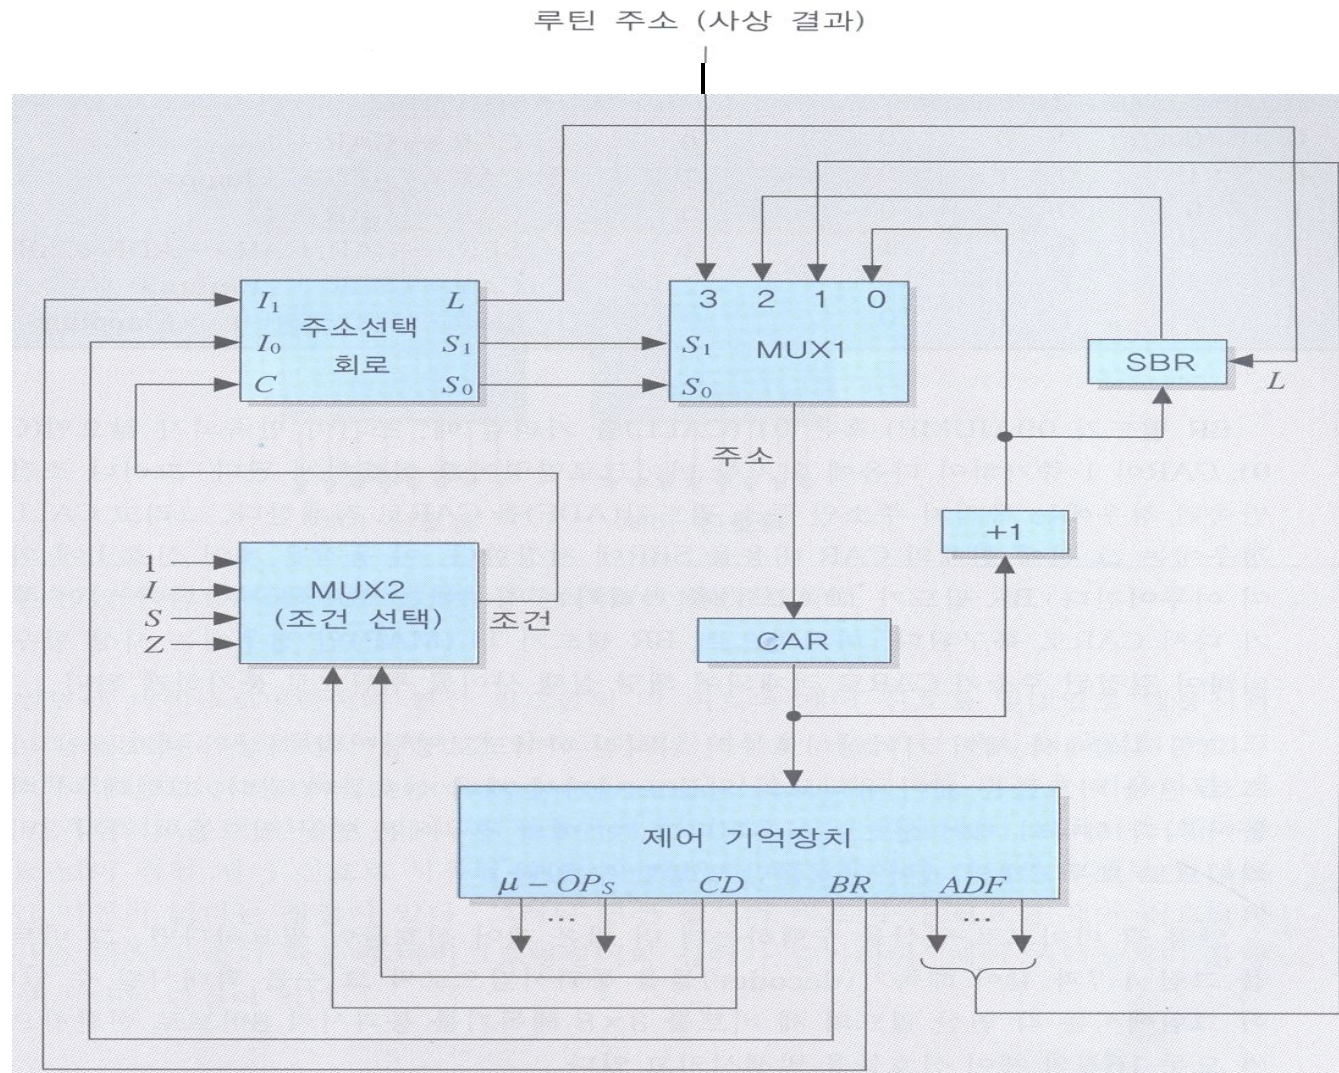 루틴 주소 (사상 결과)
I₁ 주소선택 회로 L
I₀ S₁
C S₀
3 2 1 0
S₁ MUX1
S₀
SBR
L
주소
+1
1
I
S
Z
MUX2
(조건 선택)
조건
CAR
제어 기억장치
μ - OPₛ CD BR ADF
... ...